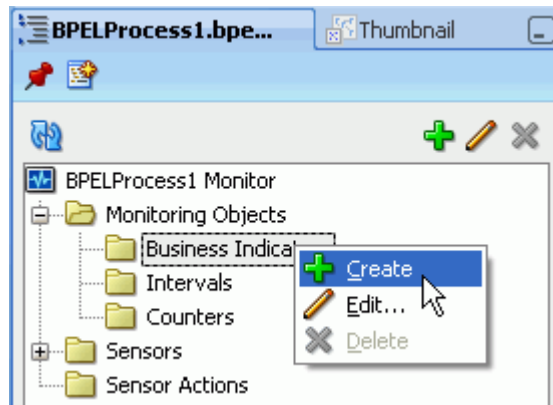 BPELProcess1.bpe...
Thumbnail
BPELProcess1 Monitor
Monitoring Objects
Business Indica
Create
Intervals
Edit...
Counters
Delete
Sensors
Sensor Actions